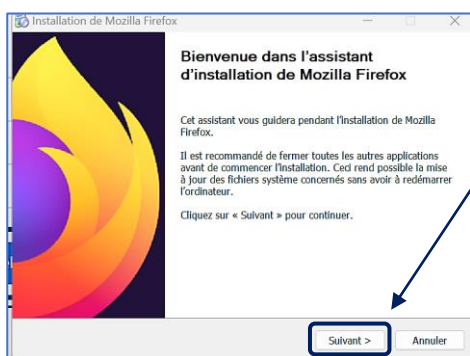 Installation de Mozilla Firefox
Bienvenue dans l'assistant
d'installation de Mozilla Firefox
Cet assistant vous guidera pendant l'installation de Mozilla
Firefox.
Il est recommandé de fermer toutes les autres applications
avant de commencer l'installation. Ceci rend possible la mise
à jour des fichiers système concernés sans avoir à redémarrer
l'ordinateur.
Cliquez sur « Suivant » pour continuer.
Suivant >
Annuler